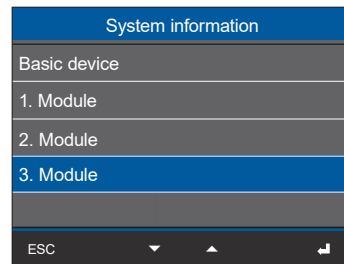 System information
Basic device
1. Module
2. Module
3. Module
ESC